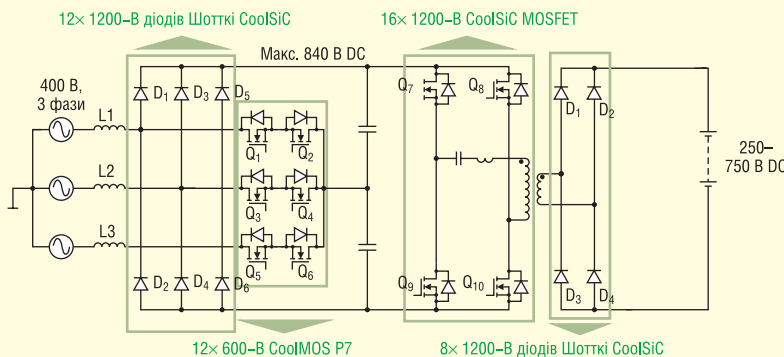 12× 1200–В діодів Шотткі CoolSiC
16× 1200–В CoolSiC MOSFET
Макс. 840 В DC
400 В,
3 фази
L1
L2
L3
D1
D3
D5
D2
D4
D6
Q1
Q2
Q3
Q4
Q5
Q6
Q7
Q8
Q9
Q10
D1
D2
D3
D4
250–
750 В DC
12× 600–В CoolMOS P7
8× 1200–В діодів Шотткі CoolSiC